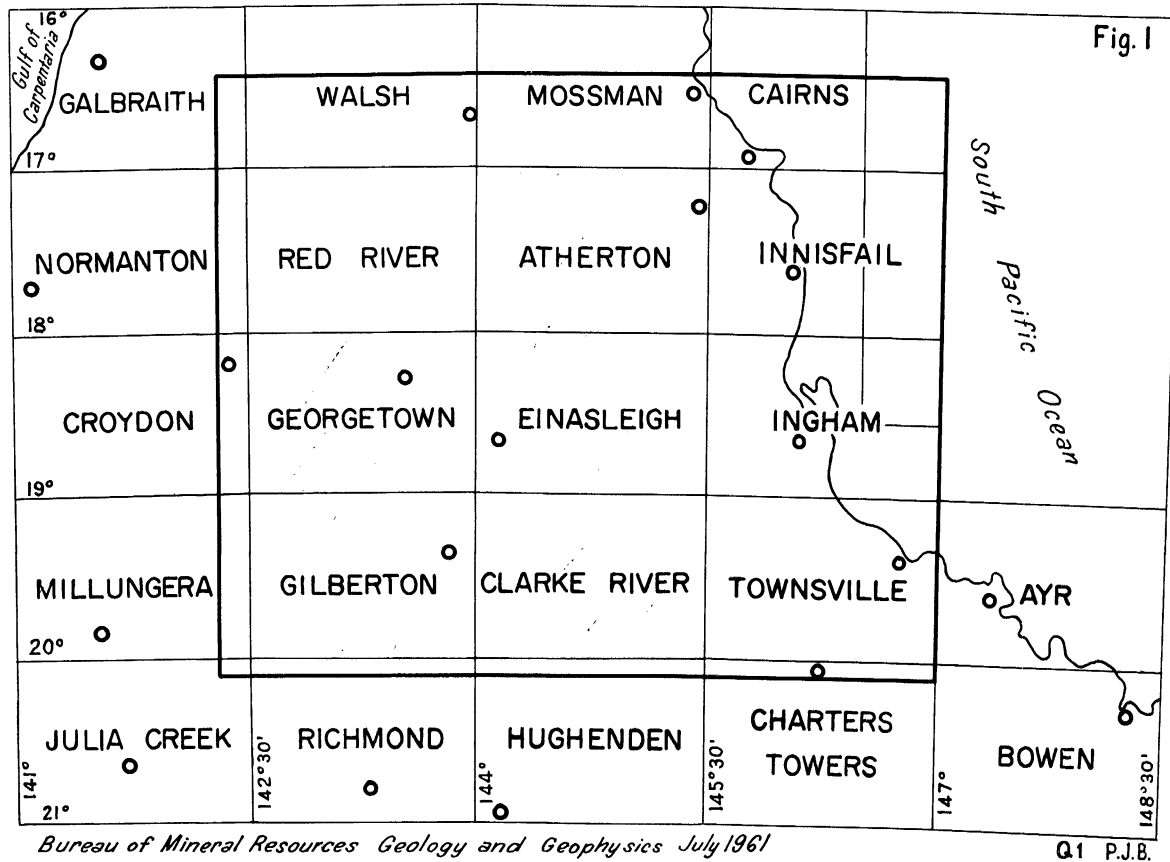 16°
Fig. 1
Gulf of
Carpentaria
GALBRAITH
WALSH
MOSSMAN
CAIRNS
17°
South Pacific Ocean
NORMANTON
RED RIVER
ATHERTON
INNISFAIL
18°
CROYDON
GEORGETOWN
EINASLEIGH
INGHAM
19°
MILLUNGERA
GILBERTON
CLARKE RIVER
TOWNSVILLE
AYR
20°
JULIA CREEK
RICHMOND
HUGHENDEN
CHARTERS
TOWERS
BOWEN
141°
142°30'
144°
145°30'
147°
148°30'
21°
Bureau of Mineral Resources Geology and Geophysics July 1961
Q1 P.J.B.